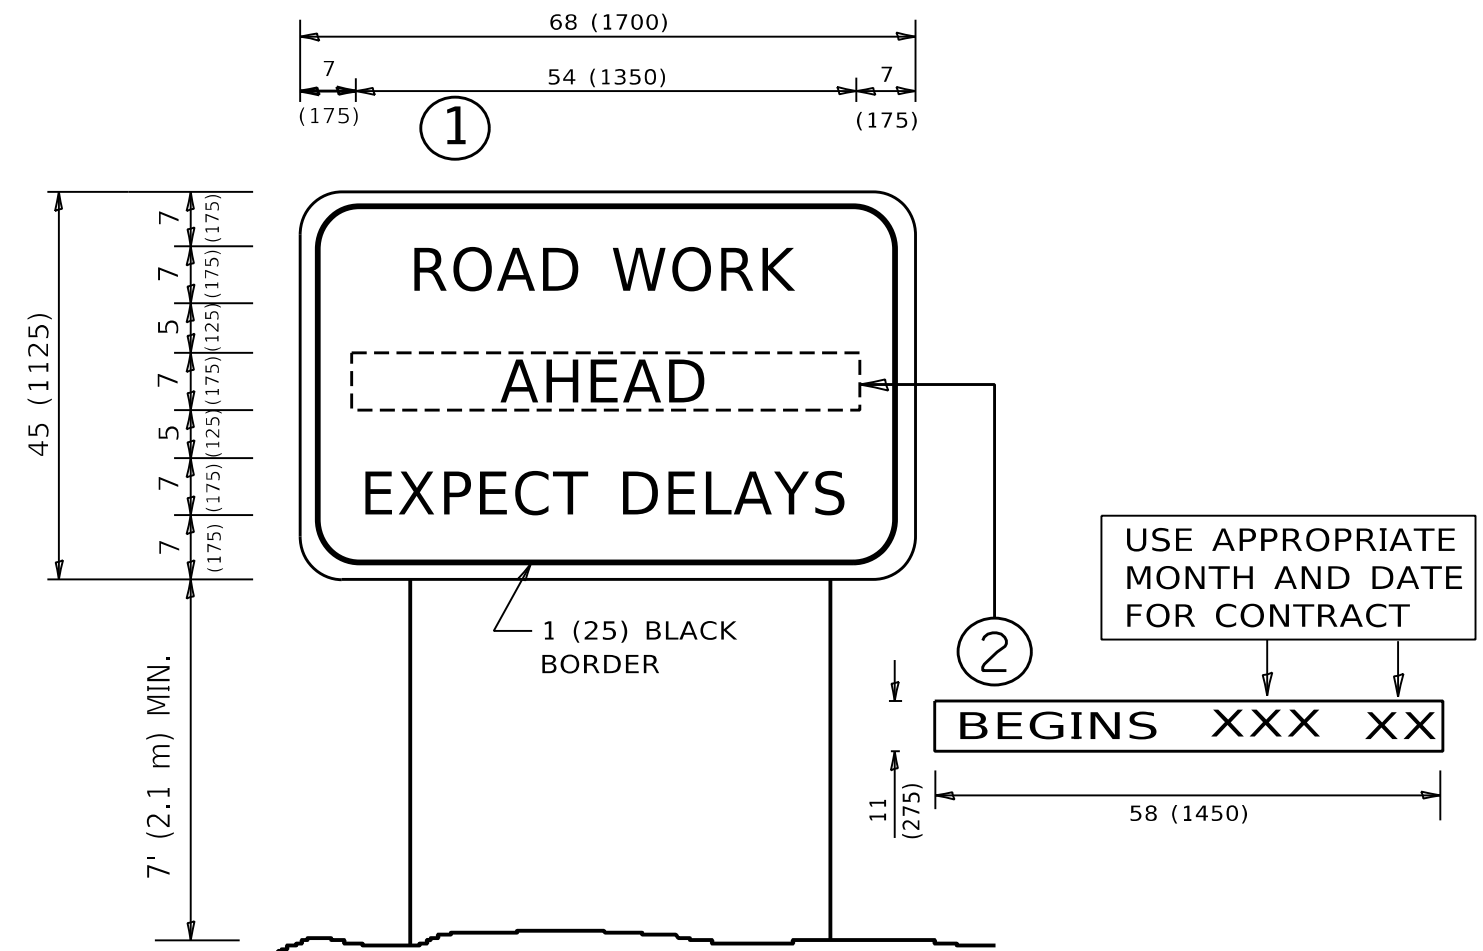 68 (1700)
7
54 (1350)
7
(175)
(175)
1
7
(175)
7
(175)
5
(125)
7
(175)
5
(125)
7
(175)
7
(175)
45 (1125)
ROAD WORK
AHEAD
EXPECT DELAYS
1 (25) BLACK
BORDER
7' (2.1 m) MIN.
USE APPROPRIATE
MONTH AND DATE
FOR CONTRACT
2
BEGINS XXX XX
11
(275)
58 (1450)